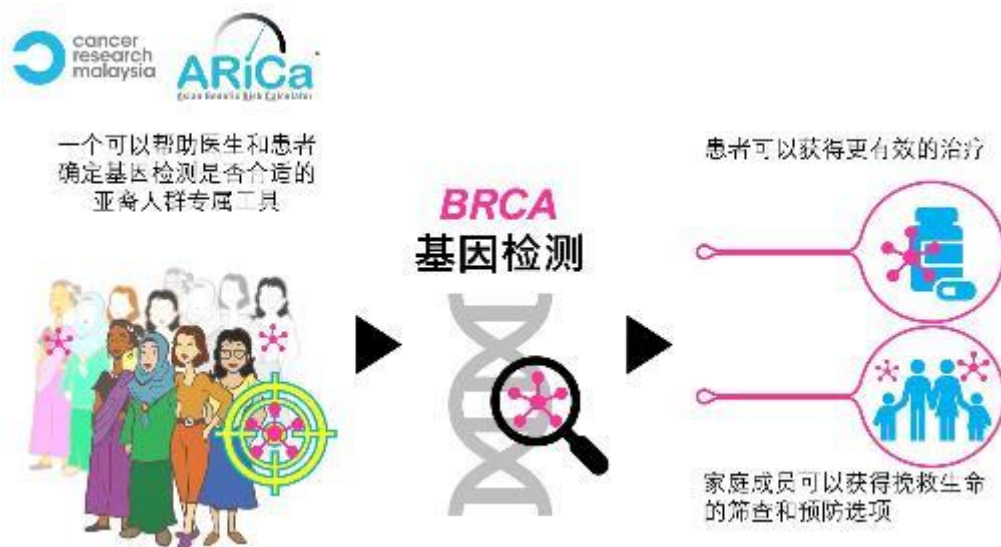 cancer
research
malaysia
ARiCa
Asian Genetic Risk Calculator
一个可以帮助医生和患者
确定基因检测是否合适的
亚裔人群专属工具
BRCA
基因检测
患者可以获得更有效的治疗
家庭成员可以获得挽救生命
的筛查和预防选项